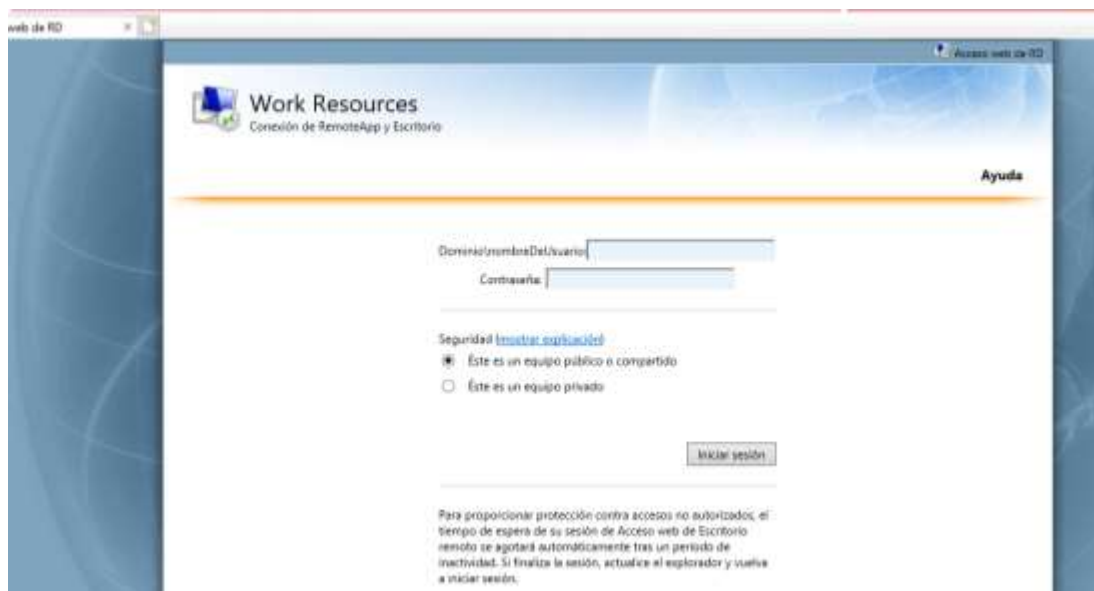 web de RD
Acceso web de RD
Work Resources
Conexión de RemoteApp y Escritorio
Ayuda
Dominio\nombreDeUsuario:
Contraseña:
Seguridad (mostrar explicación)
Éste es un equipo público o compartido
Éste es un equipo privado
Iniciar sesión
Para proporcionar protección contra accesos no autorizados, el
tiempo de espera de su sesión de Acceso web de Escritorio
remoto se agotará automáticamente tras un período de
inactividad. Si finaliza la sesión, actualice el explorador y vuelva
a iniciar sesión.